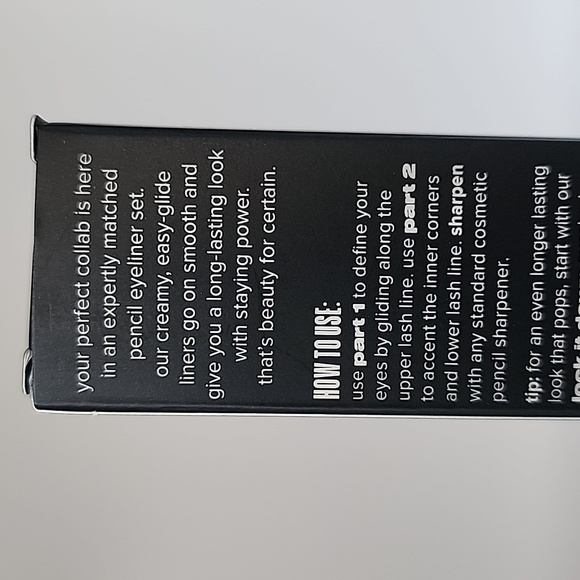 your perfect collab is here
in an expertly matched
pencil eyeliner set.
our creamy, easy-glide
liners go on smooth and
give you a long-lasting look
with staying power.
that's beauty for certain.
HOW TO USE:
use part 1 to define your
eyes by gliding along the
upper lash line. use part 2
to accent the inner corners
and lower lash line. sharpen
with any standard cosmetic
pencil sharpener.
tip: for an even longer lasting
look that pops, start with our